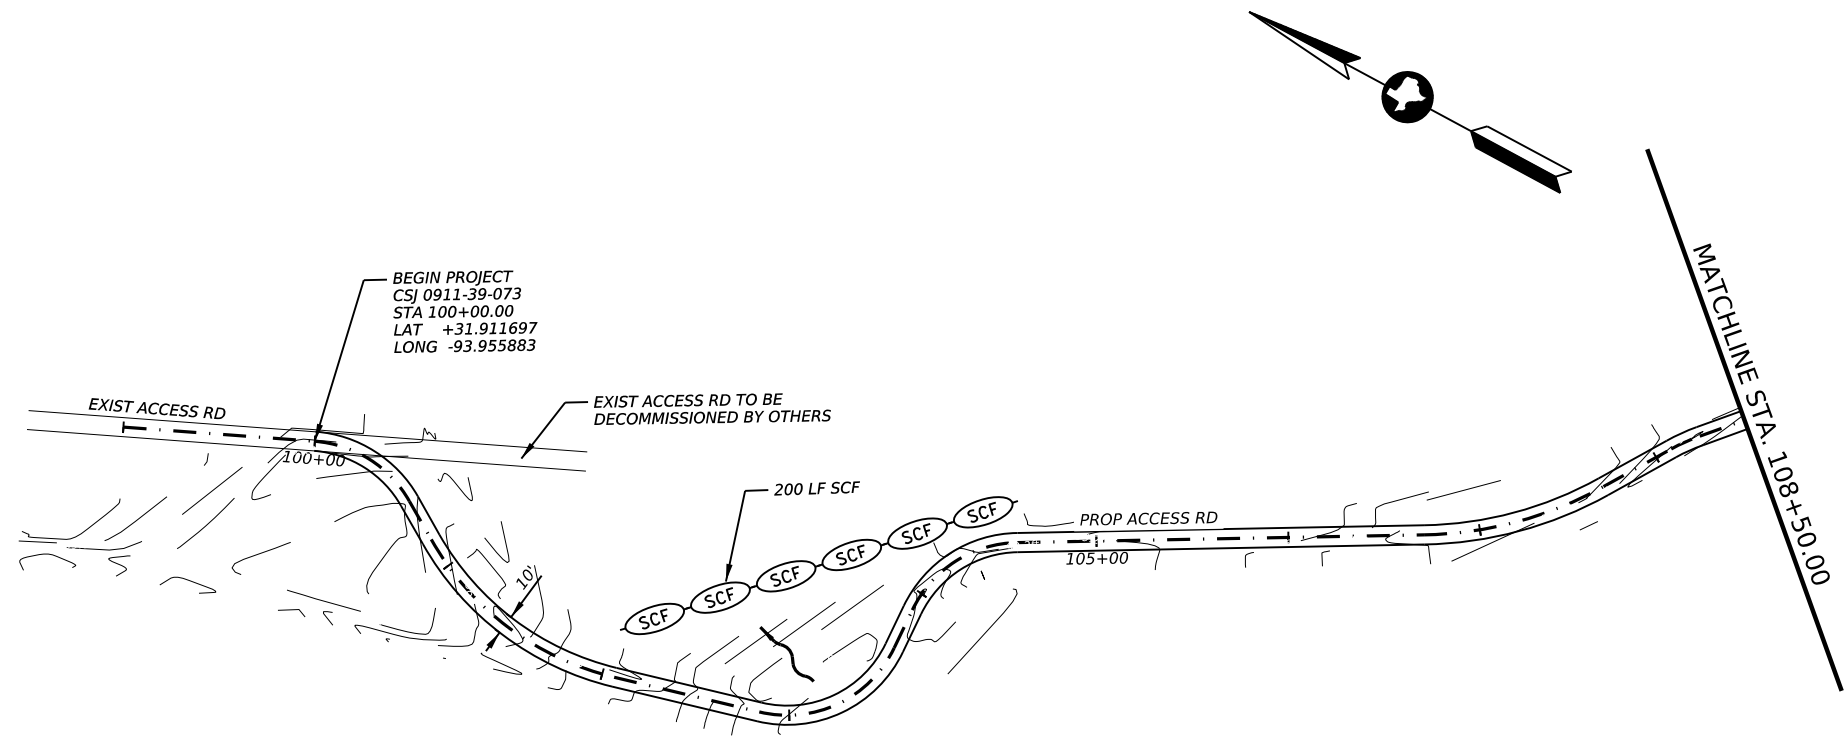 BEGIN PROJECT
CSJ 0911-39-073
STA 100+00.00
LAT +31.911697
LONG -93.955883
EXIST ACCESS RD
100+00
EXIST ACCESS RD TO BE
DECOMMISSIONED BY OTHERS
200 LF SCF
SCF
SCF
SCF
SCF
SCF
SCF
10'
PROP ACCESS RD
105+00
MATCHLINE STA. 108+50.00